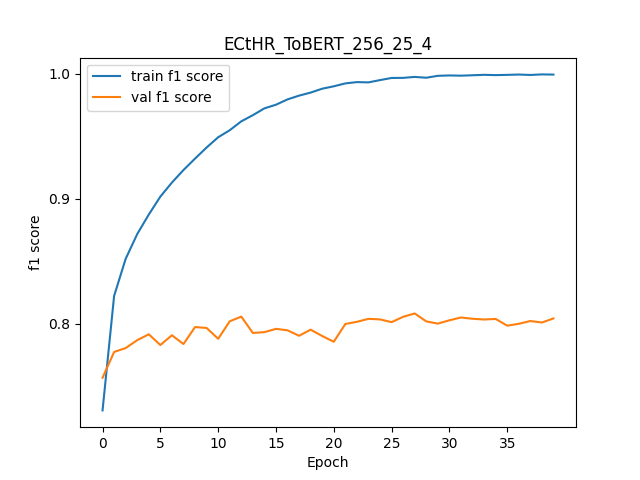 ECtHR_ToBERT_256_25_4
train f1 score
val f1 score
1.0
0.9
0.8
f1 score
0 5 10 15 20 25 30 35
Epoch